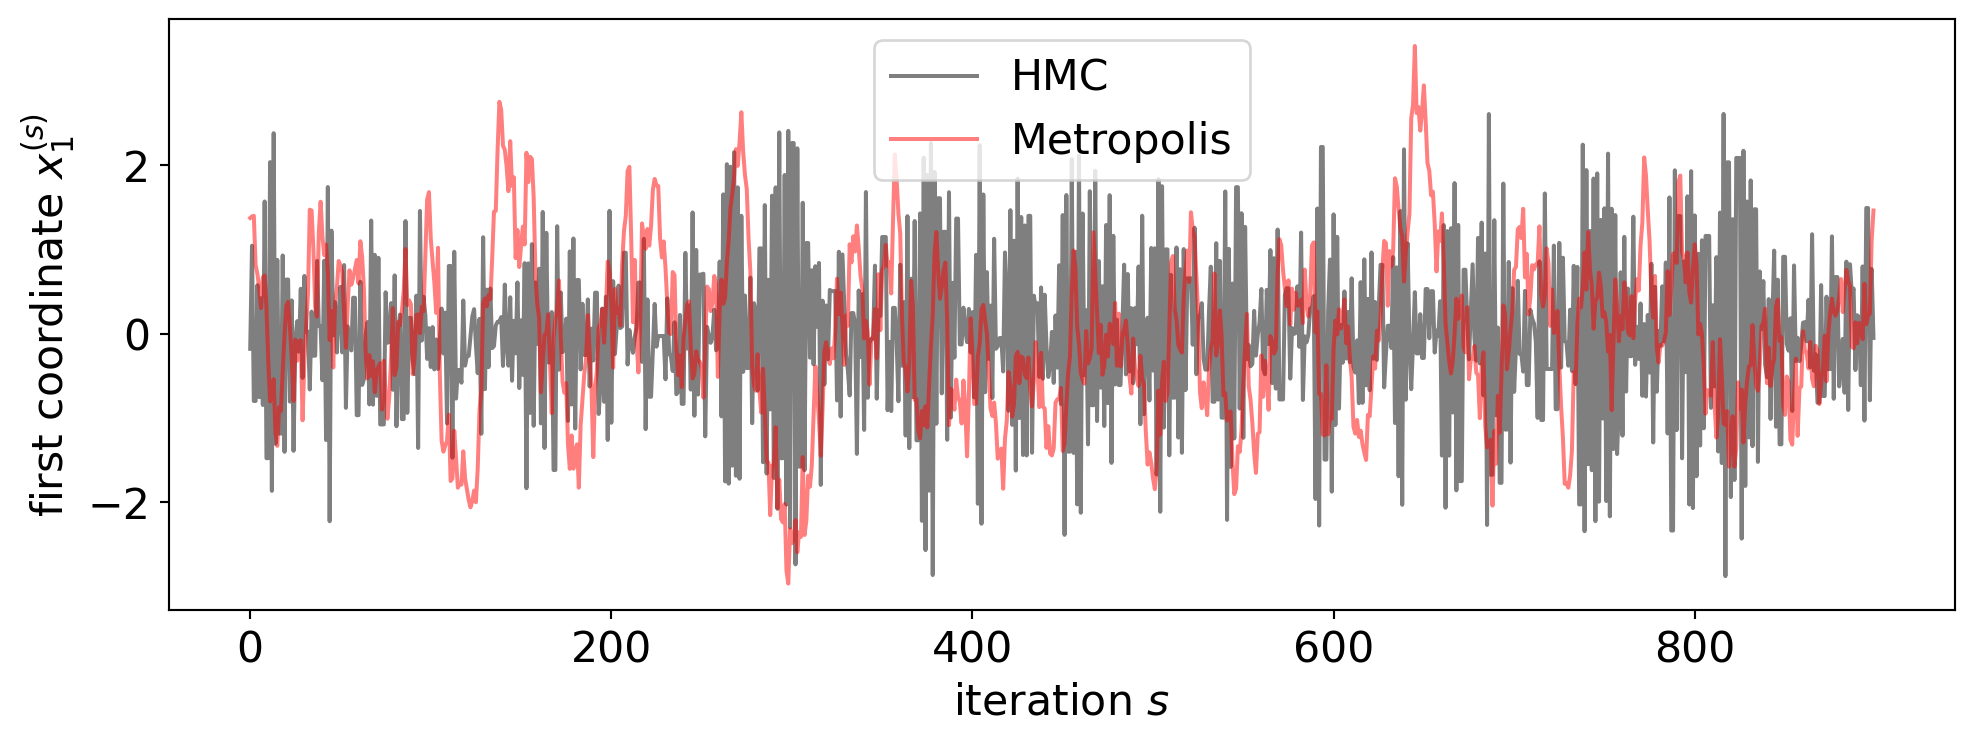 HMC
Metropolis
first coordinate x₁⁽ˢ⁾
2
0
−2
0 200 400 600 800
iteration s